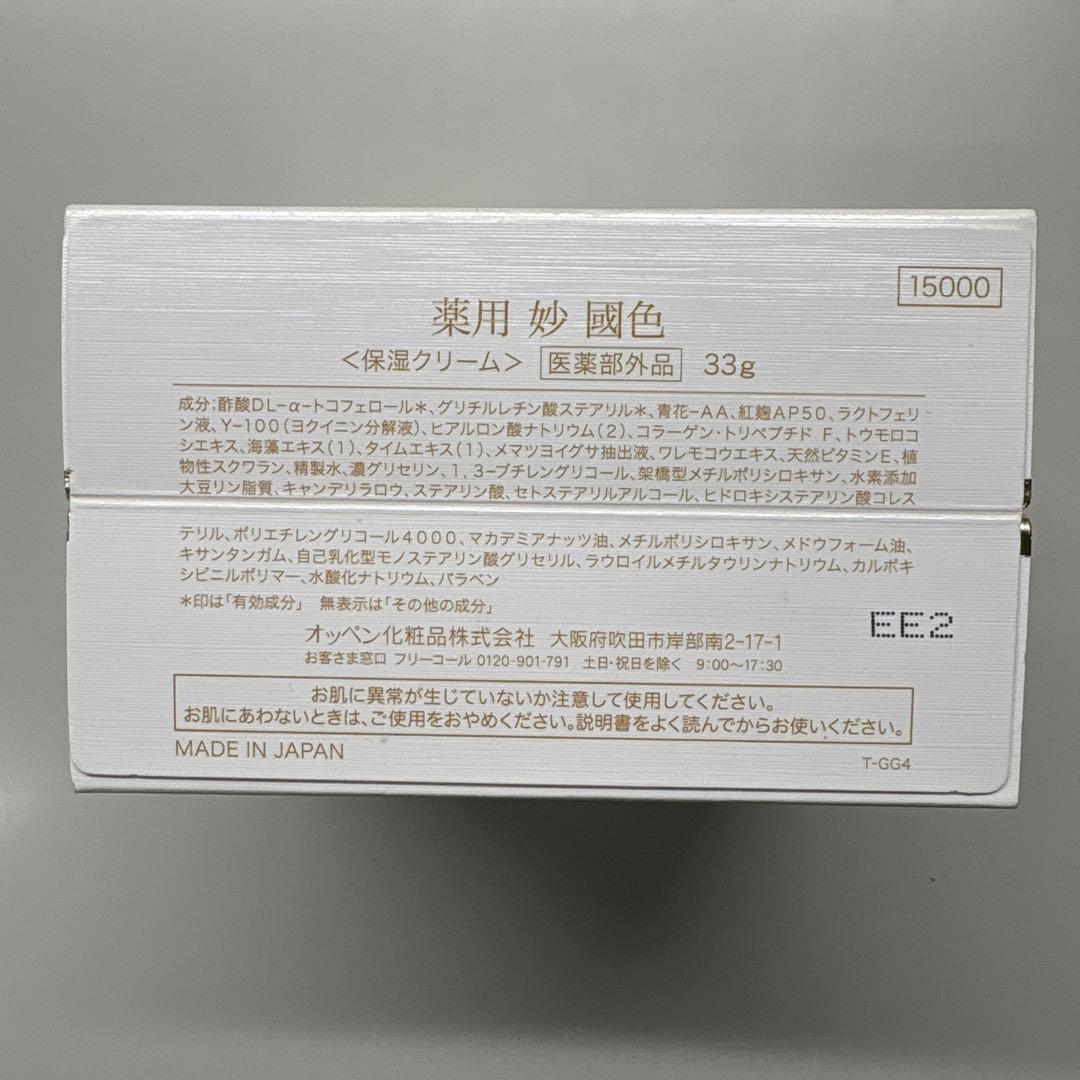 15000
薬用 妙 國色
＜保湿クリーム＞ 医薬部外品 33g
成分：酢酸DL-α-トコフェロール＊、グリチルレチン酸ステアリル＊、青花-AA、紅麹AP50、ラクトフェリ
ン液、Y-100（ヨクイニン分解液）、ヒアルロン酸ナトリウム（2）、コラーゲン・トリペプチド F、トウモロコ
シエキス、海藻エキス（1）、タイムエキス（1）、メマツヨイグサ抽出液、ワレモコウエキス、天然ビタミンE、植
物性スクワラン、精製水、濃グリセリン、1，3-ブチレングリコール、架橋型メチルポリシロキサン、水素添加
大豆リン脂質、キャンデリラロウ、ステアリン酸、セトステアリルアルコール、ヒドロキシステアリン酸コレス
テリル、ポリエチレングリコール4000、マカデミアナッツ油、メチルポリシロキサン、メドウフォーム油、
キサンタンガム、自己乳化型モノステアリン酸グリセリル、ラウロイルメチルタウリンナトリウム、カルボキ
シビニルポリマー、水酸化ナトリウム、パラベン
＊印は「有効成分」 無表示は「その他の成分」
EE2
オッペン化粧品株式会社 大阪府吹田市岸部南2-17-1
お客さま窓口 フリーコール 0120-901-791 土日・祝日を除く 9：00～17：30
お肌に異常が生じていないか注意して使用してください。
お肌にあわないときは、ご使用をおやめください。説明書をよく読んでからお使いください。
MADE IN JAPAN
T-GG4